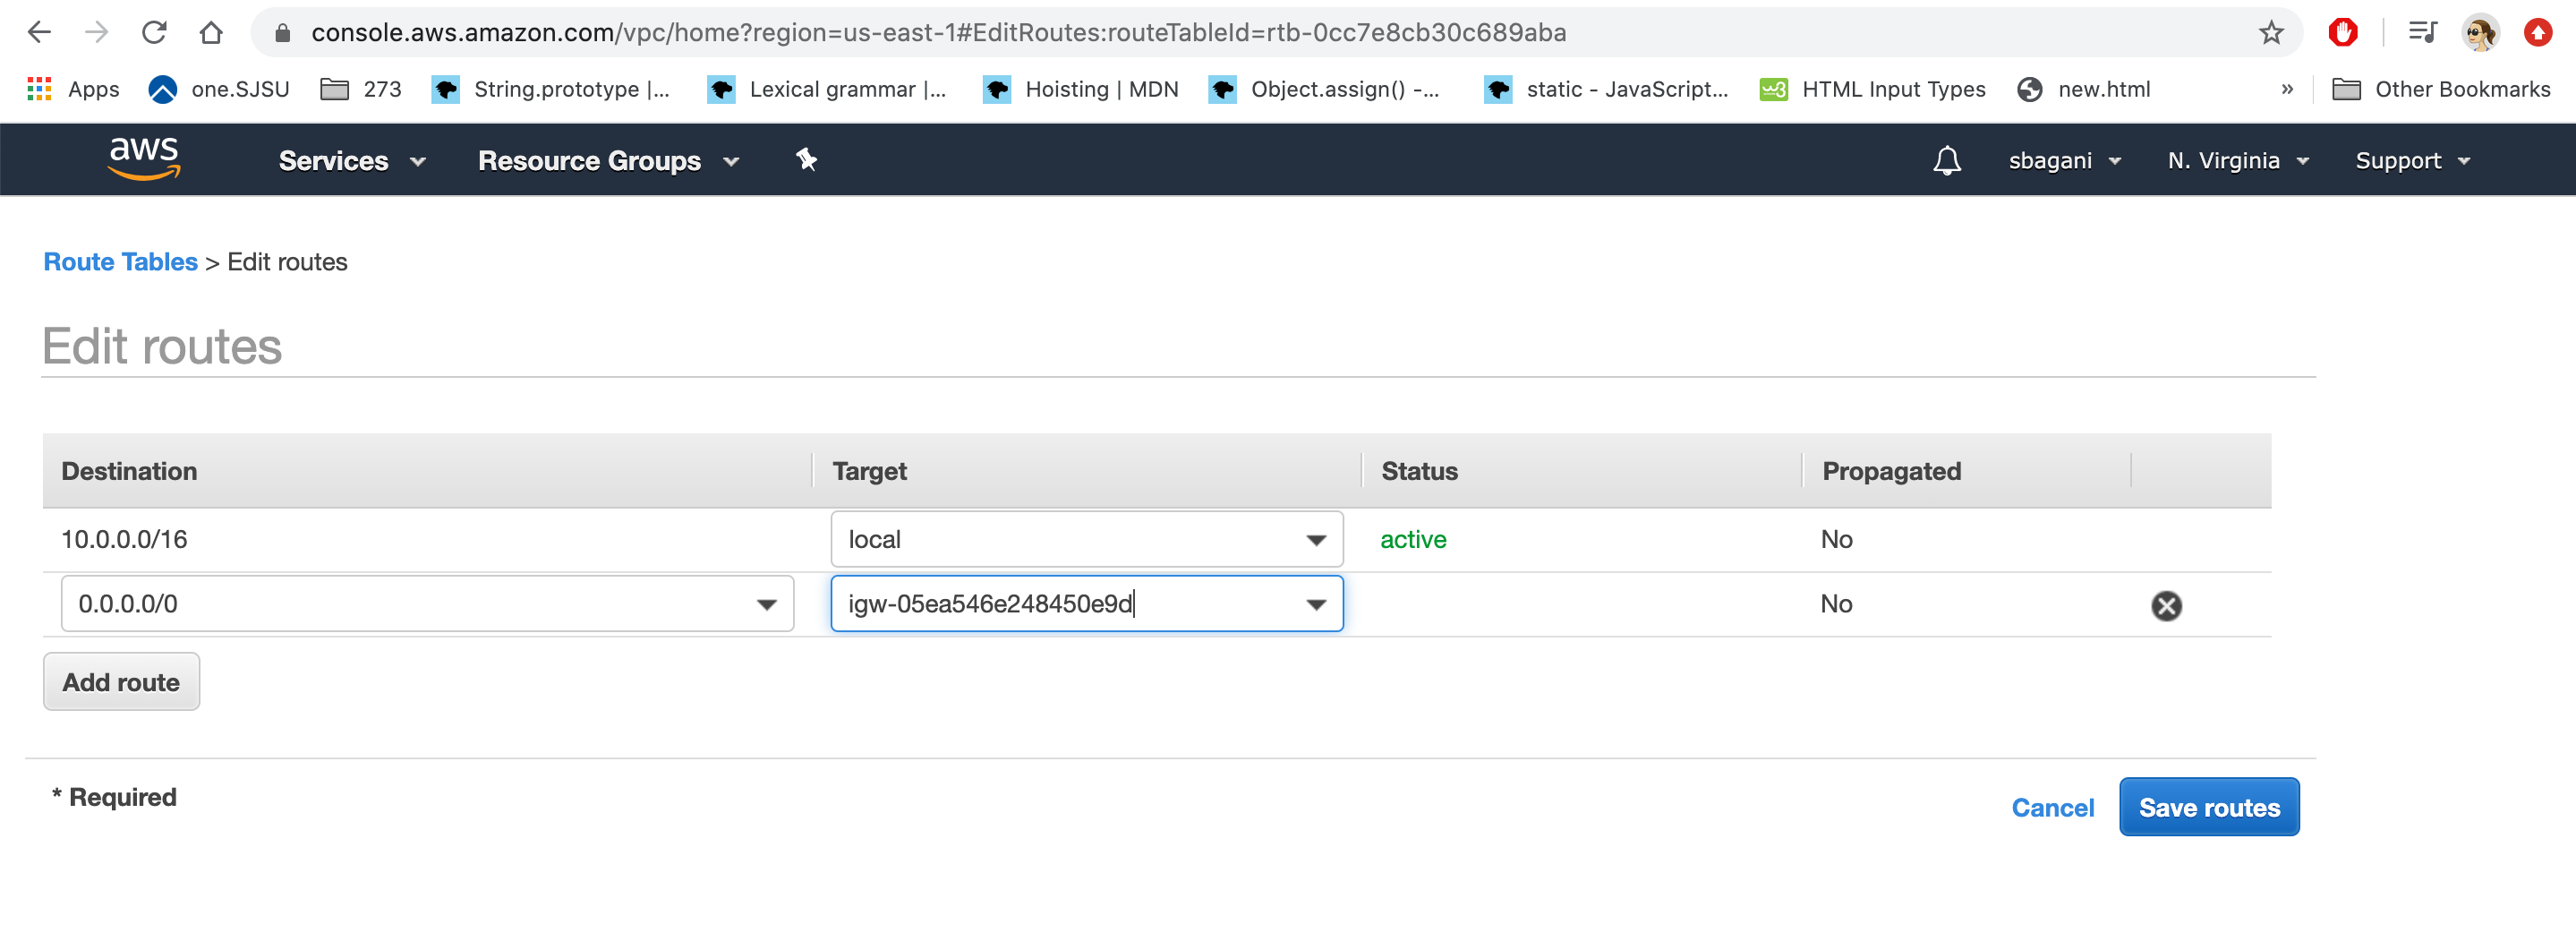 console.aws.amazon.com/vpc/home?region=us-east-1#EditRoutes:routeTableId=rtb-0cc7e8cb30c689aba
Apps one.SJSU 273 String.prototype |... Lexical grammar |... Hoisting | MDN Object.assign() -... static - JavaScript... HTML Input Types new.html » Other Bookmarks
aws Services Resource Groups sbagani N. Virginia Support
Route Tables > Edit routes
Edit routes
Destination Target Status Propagated
10.0.0.0/16 local active No
0.0.0.0/0 igw-05ea546e248450e9d No
Add route
* Required
Cancel Save routes